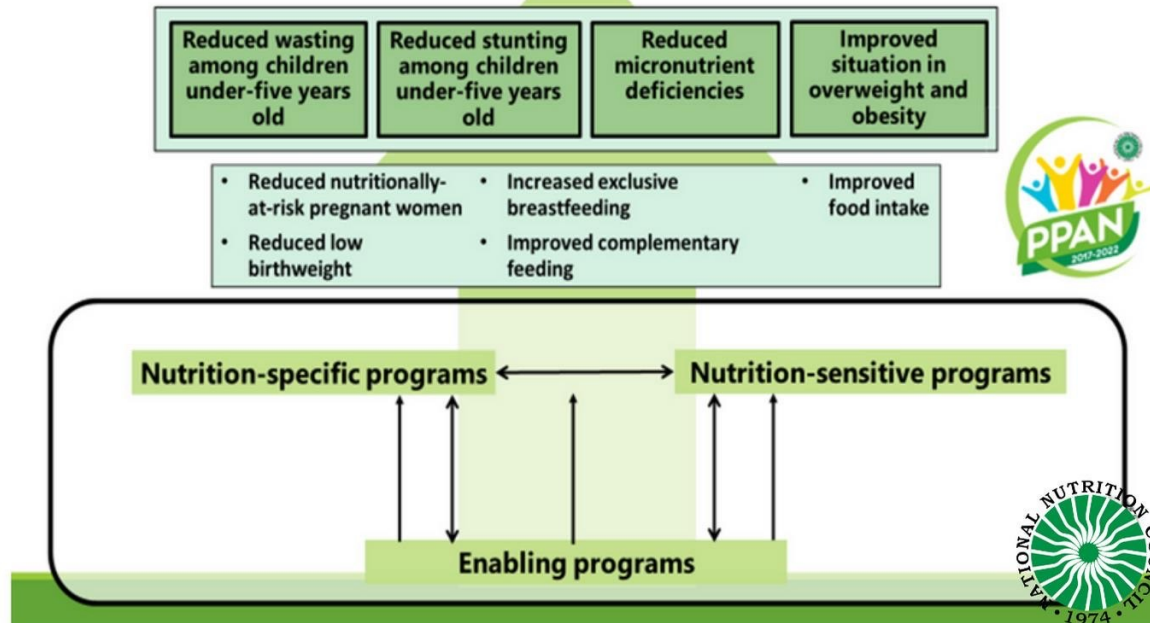 Reduced wasting
among children
under-five years
old
Reduced stunting
among children
under-five years
old
Reduced
micronutrient
deficiencies
Improved
situation in
overweight and
obesity
• Reduced nutritionally-
at-risk pregnant women
• Reduced low
birthweight
• Increased exclusive
breastfeeding
• Improved complementary
feeding
• Improved
food intake
PPAN
2017-2022
Nutrition-specific programs
Nutrition-sensitive programs
Enabling programs
NATIONAL NUTRITION COUNCIL
• 1974 •